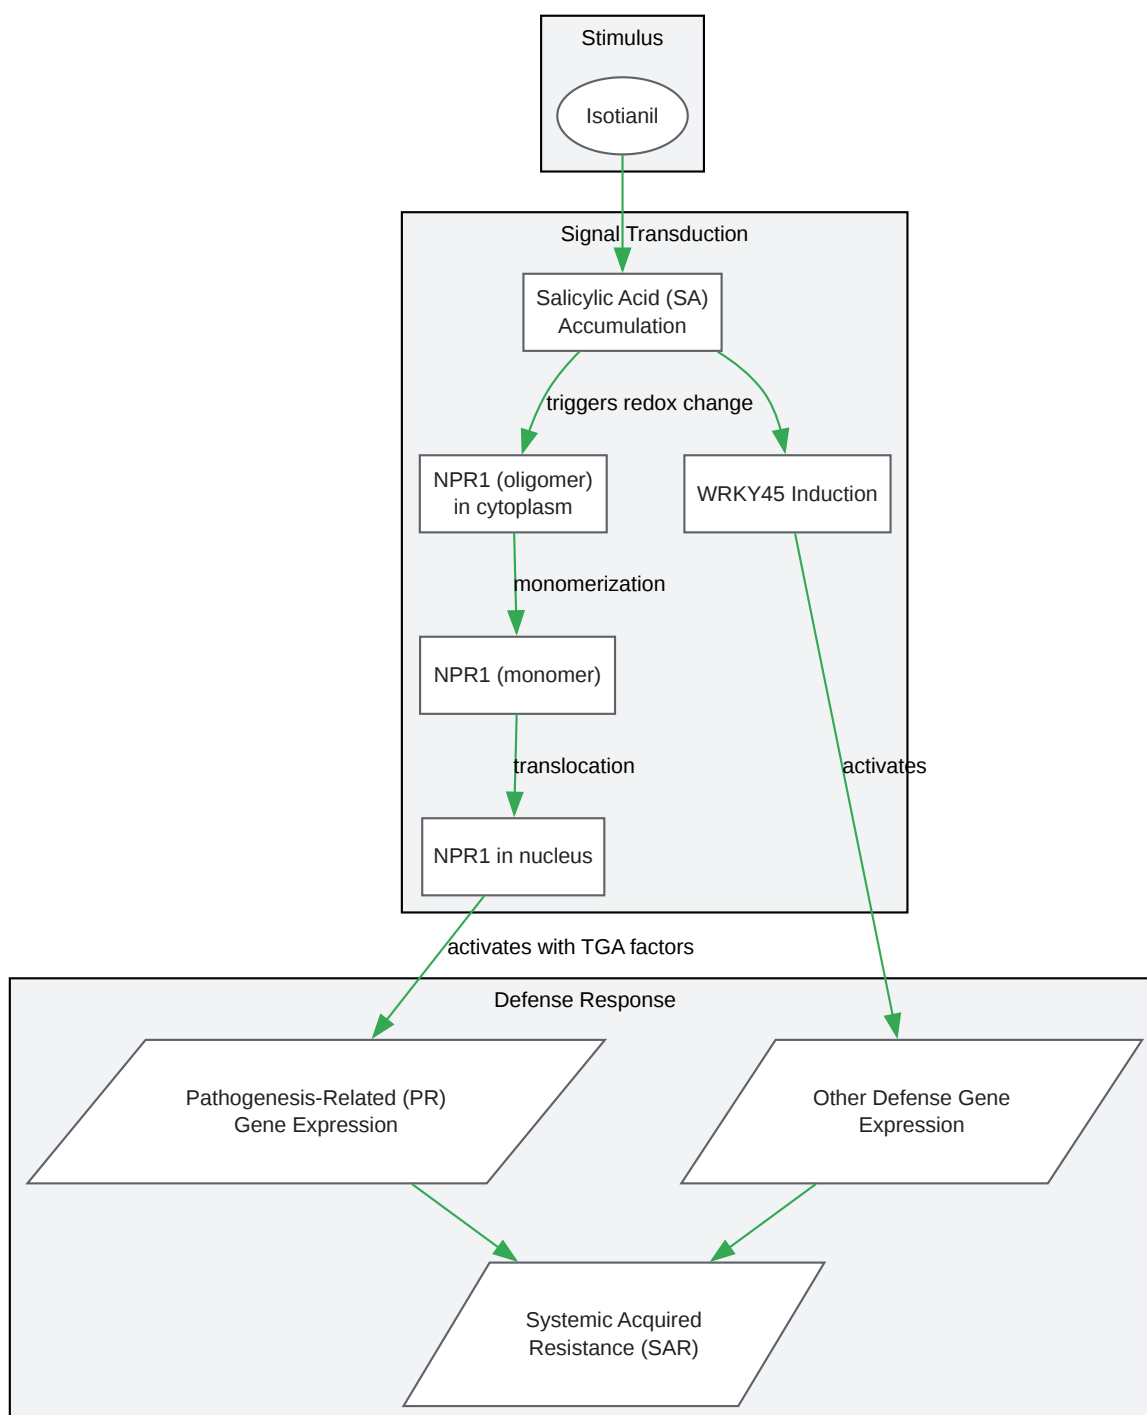 Stimulus
Isotianil
Signal Transduction
Salicylic Acid (SA)
Accumulation
triggers redox change
NPR1 (oligomer)
in cytoplasm
WRKY45 Induction
monomerization
NPR1 (monomer)
translocation
activates
NPR1 in nucleus
activates with TGA factors
Defense Response
Pathogenesis-Related (PR)
Gene Expression
Other Defense Gene
Expression
Systemic Acquired
Resistance (SAR)